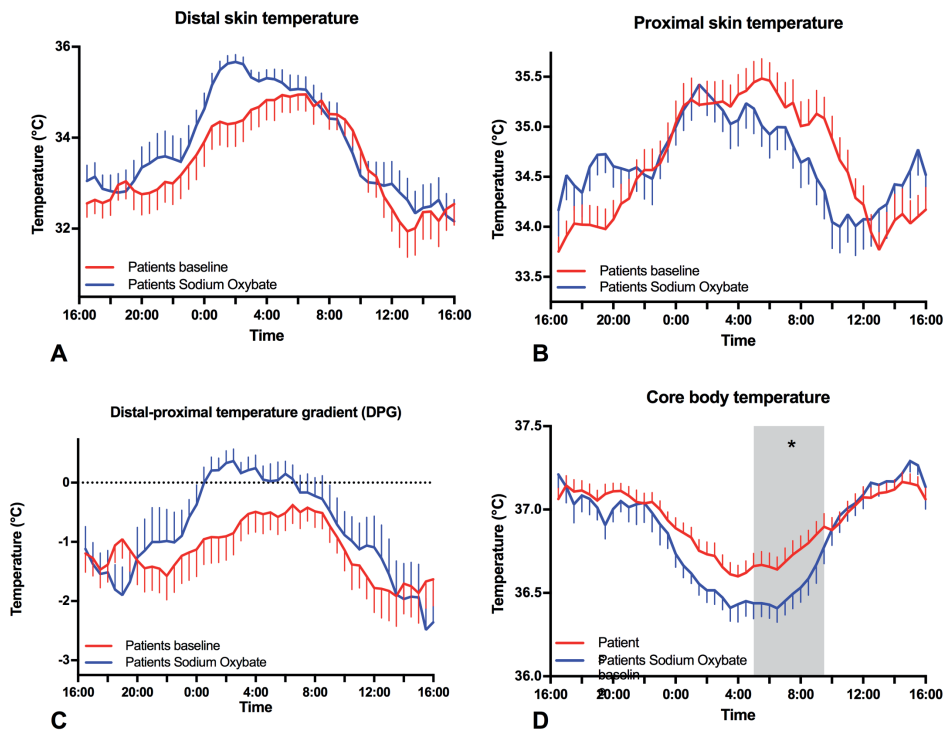 Distal skin temperature
36
34
32
Temperature (°C)
Patients baseline
Patients Sodium Oxybate
16:00 20:00 0:00 4:00 8:00 12:00 16:00
Time
A
Proximal skin temperature
35.5
35.0
34.5
34.0
33.5
Temperature (°C)
Patients baseline
Patients Sodium Oxybate
16:00 20:00 0:00 4:00 8:00 12:00 16:00
Time
B
Distal-proximal temperature gradient (DPG)
0
-1
-2
-3
Temperature (°C)
Patients baseline
Patients Sodium Oxybate
16:00 20:00 0:00 4:00 8:00 12:00 16:00
Time
C
Core body temperature
37.5
37.0
36.5
36.0
Temperature (°C)
*
Patient
s
Patients Sodium Oxybate
baselin
e
16:00 20:00 0:00 4:00 8:00 12:00 16:00
Time
D